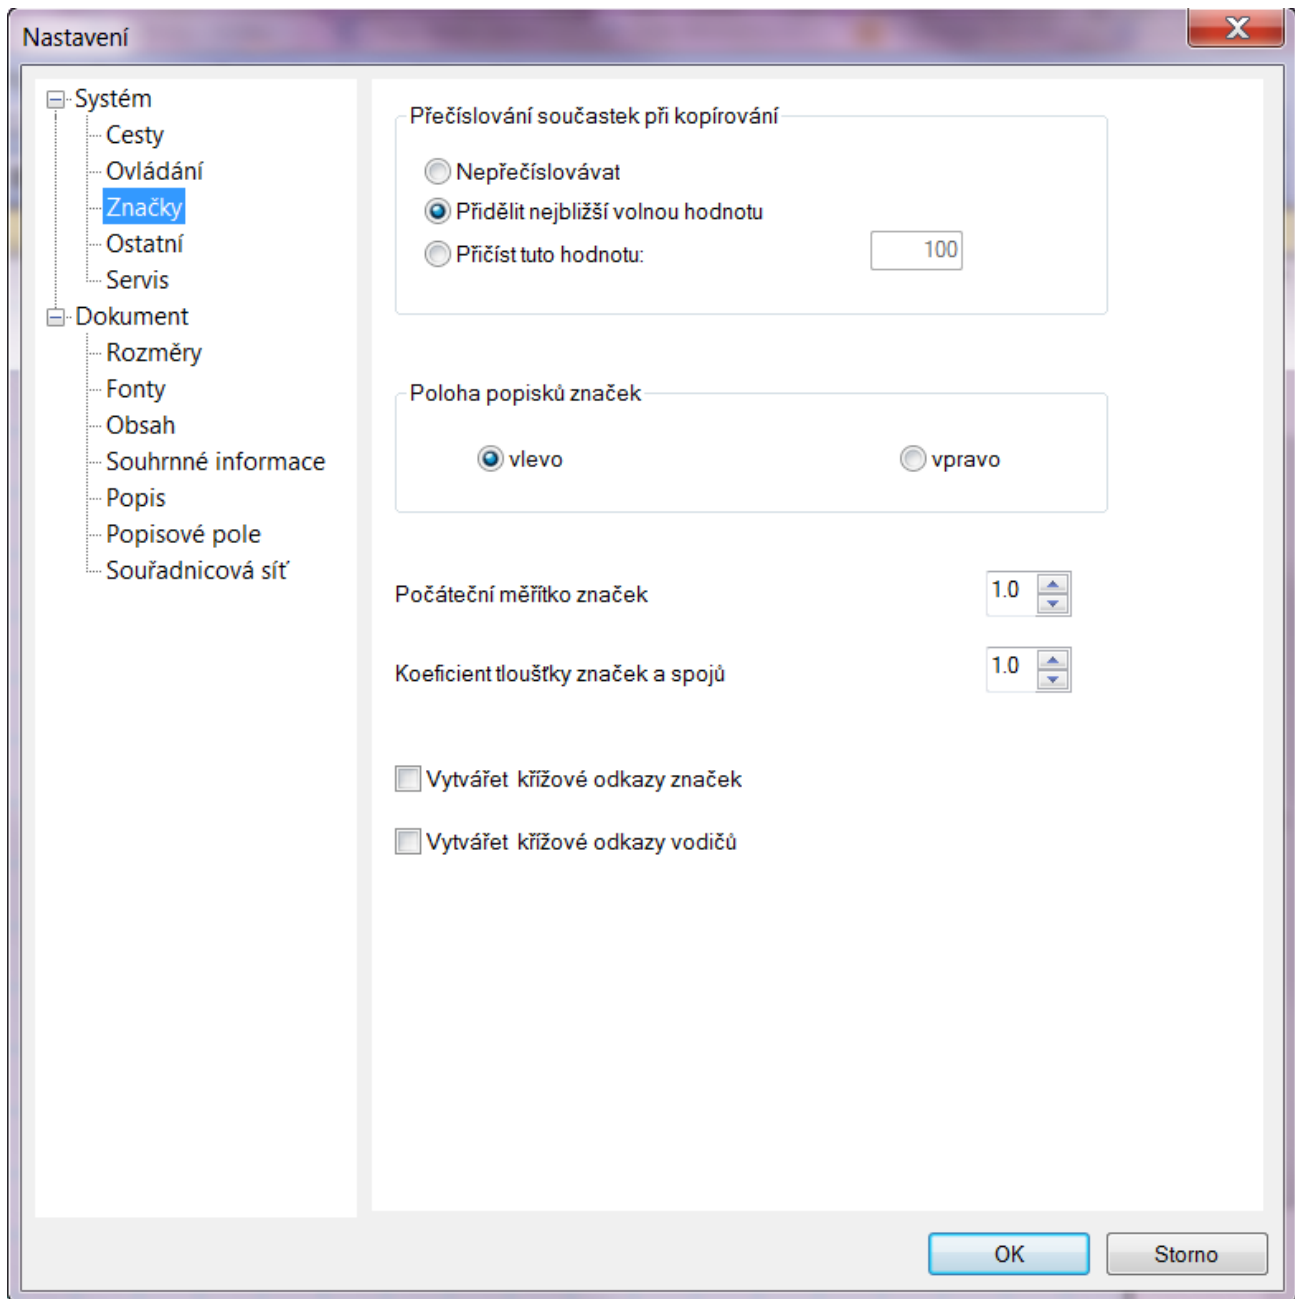 Nastavení
Systém
Cesty
Ovládání
Značky
Ostatní
Servis
Dokument
Rozměry
Fonty
Obsah
Souhrnné informace
Popis
Popisové pole
Souřadnicová síť
Přečíslování součastek při kopírování
Nepřečíslovávat
Přidělit nejbližší volnou hodnotu
Přičíst tuto hodnotu: 100
Poloha popisků značek
vlevo vpravo
Počáteční měřítko značek 1.0
Koeficient tloušťky značek a spojů 1.0
Vytvářet křížové odkazy značek
Vytvářet křížové odkazy vodičů
OK Storno